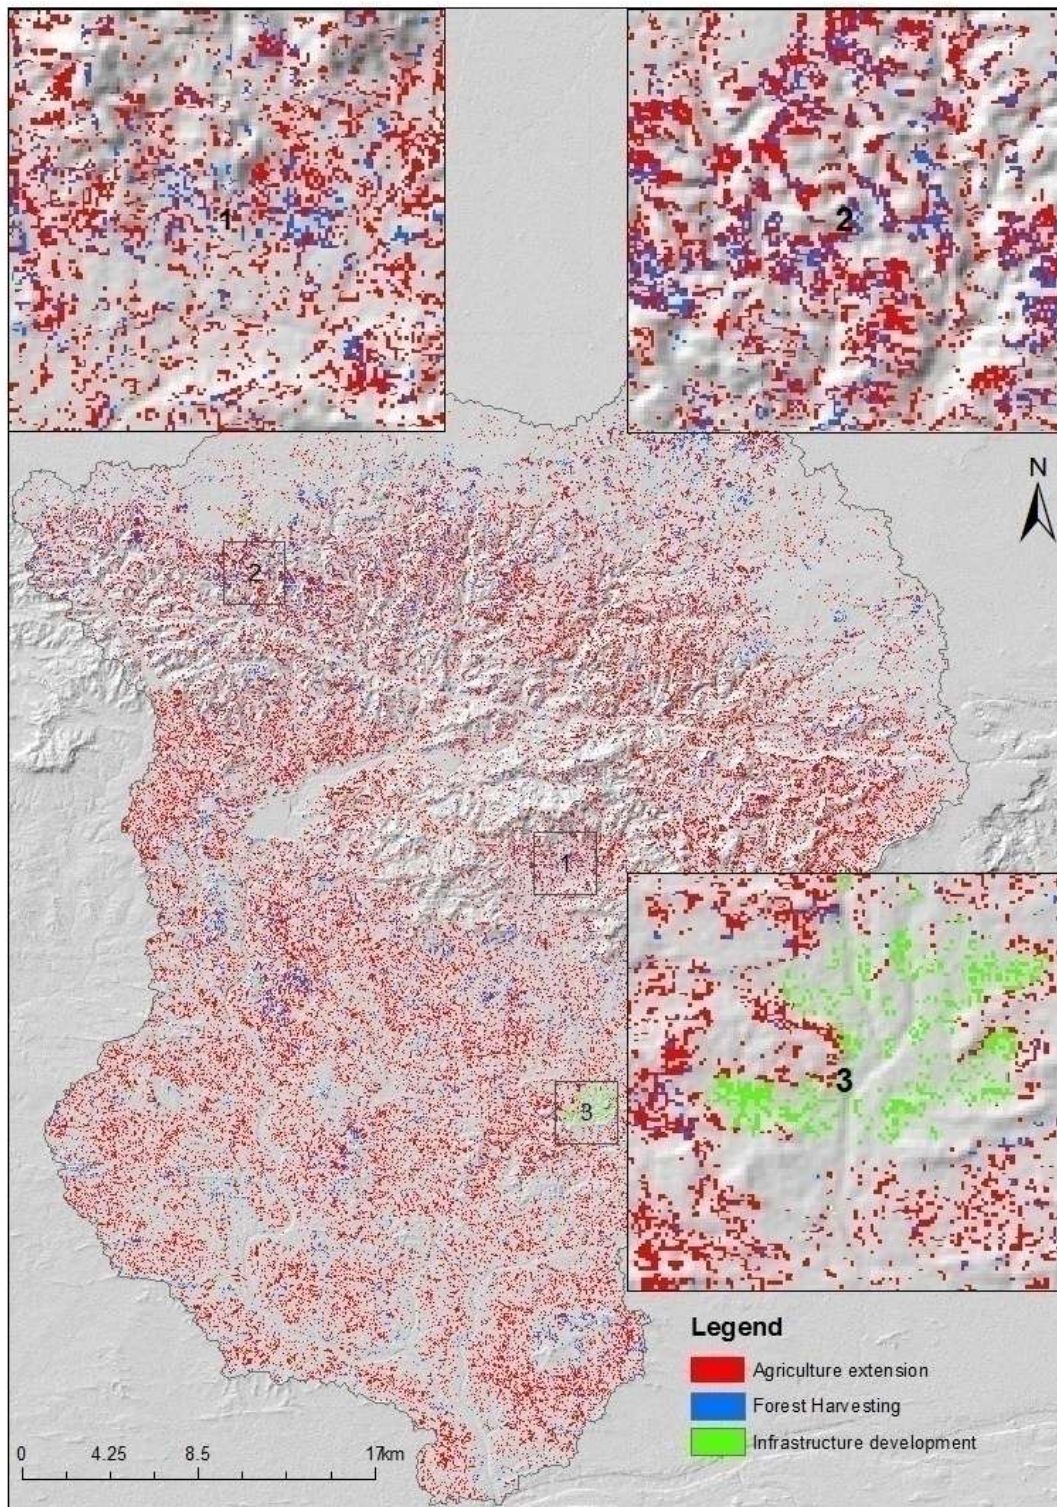 1
2
N
2
1
3
3
Legend
Agriculture extension
Forest Harvesting
Infrastructure development
0 4.25 8.5 17km